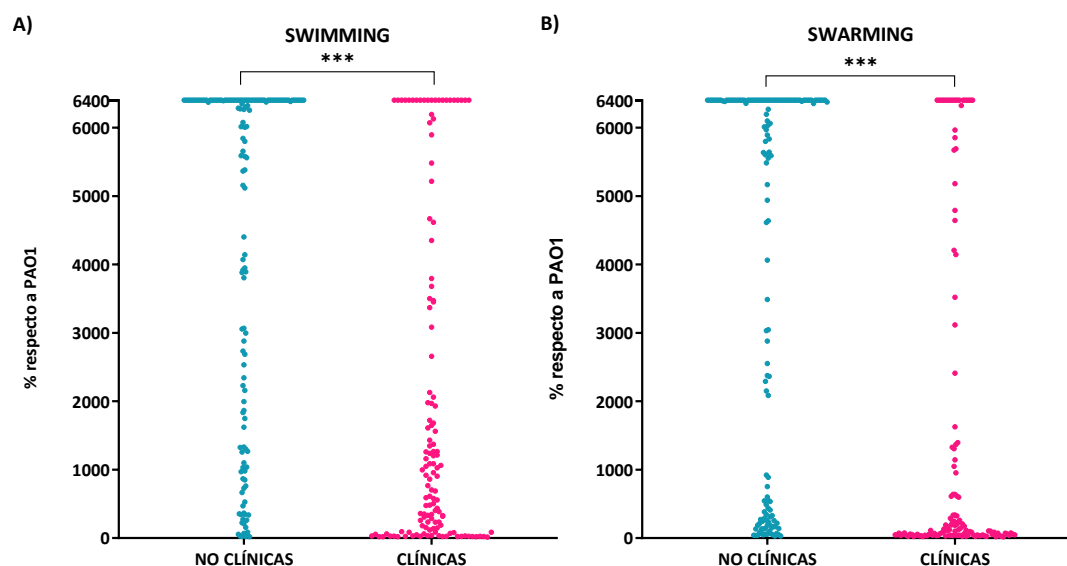 A)
SWIMMING
***
6400
6000
5000
4000
3000
2000
1000
0
% respecto a PAO1
NO CLÍNICAS
CLÍNICAS
B)
SWARMING
***
6400
6000
5000
4000
3000
2000
1000
0
% respecto a PAO1
NO CLÍNICAS
CLÍNICAS